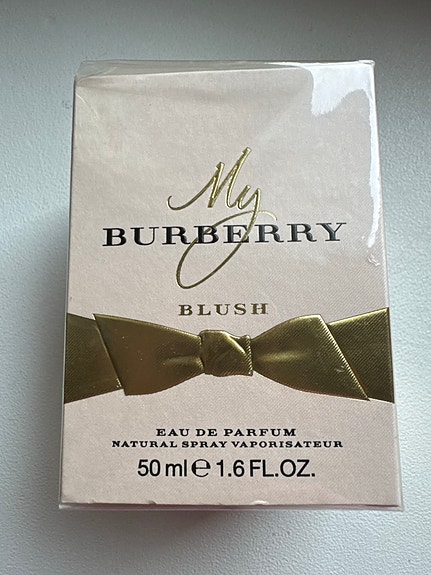 My
BURBERRY
BLUSH
EAU DE PARFUM
NATURAL SPRAY VAPORISATEUR
50 ml℮ 1.6 FL.OZ.